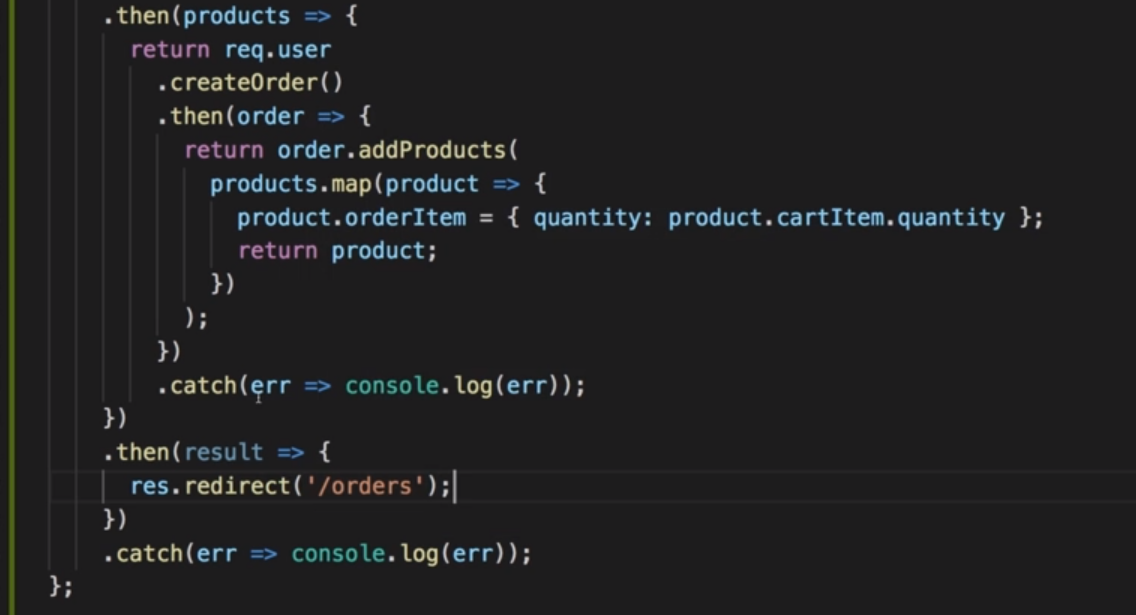 .then(products => {
return req.user
.createOrder()
.then(order => {
return order.addProducts(
products.map(product => {
product.orderItem = { quantity: product.cartItem.quantity };
return product;
})
);
})
.catch(err => console.log(err));
})
.then(result => {
res.redirect('/orders');
})
.catch(err => console.log(err));
};